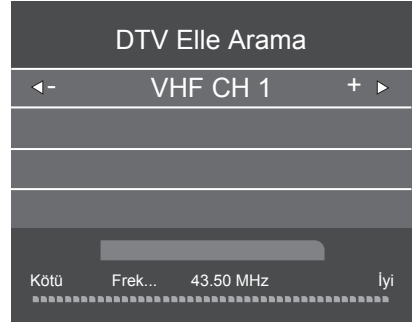 DTV Elle Arama
- VHF CH 1 +
Kötü Frek... 43.50 MHz İyi